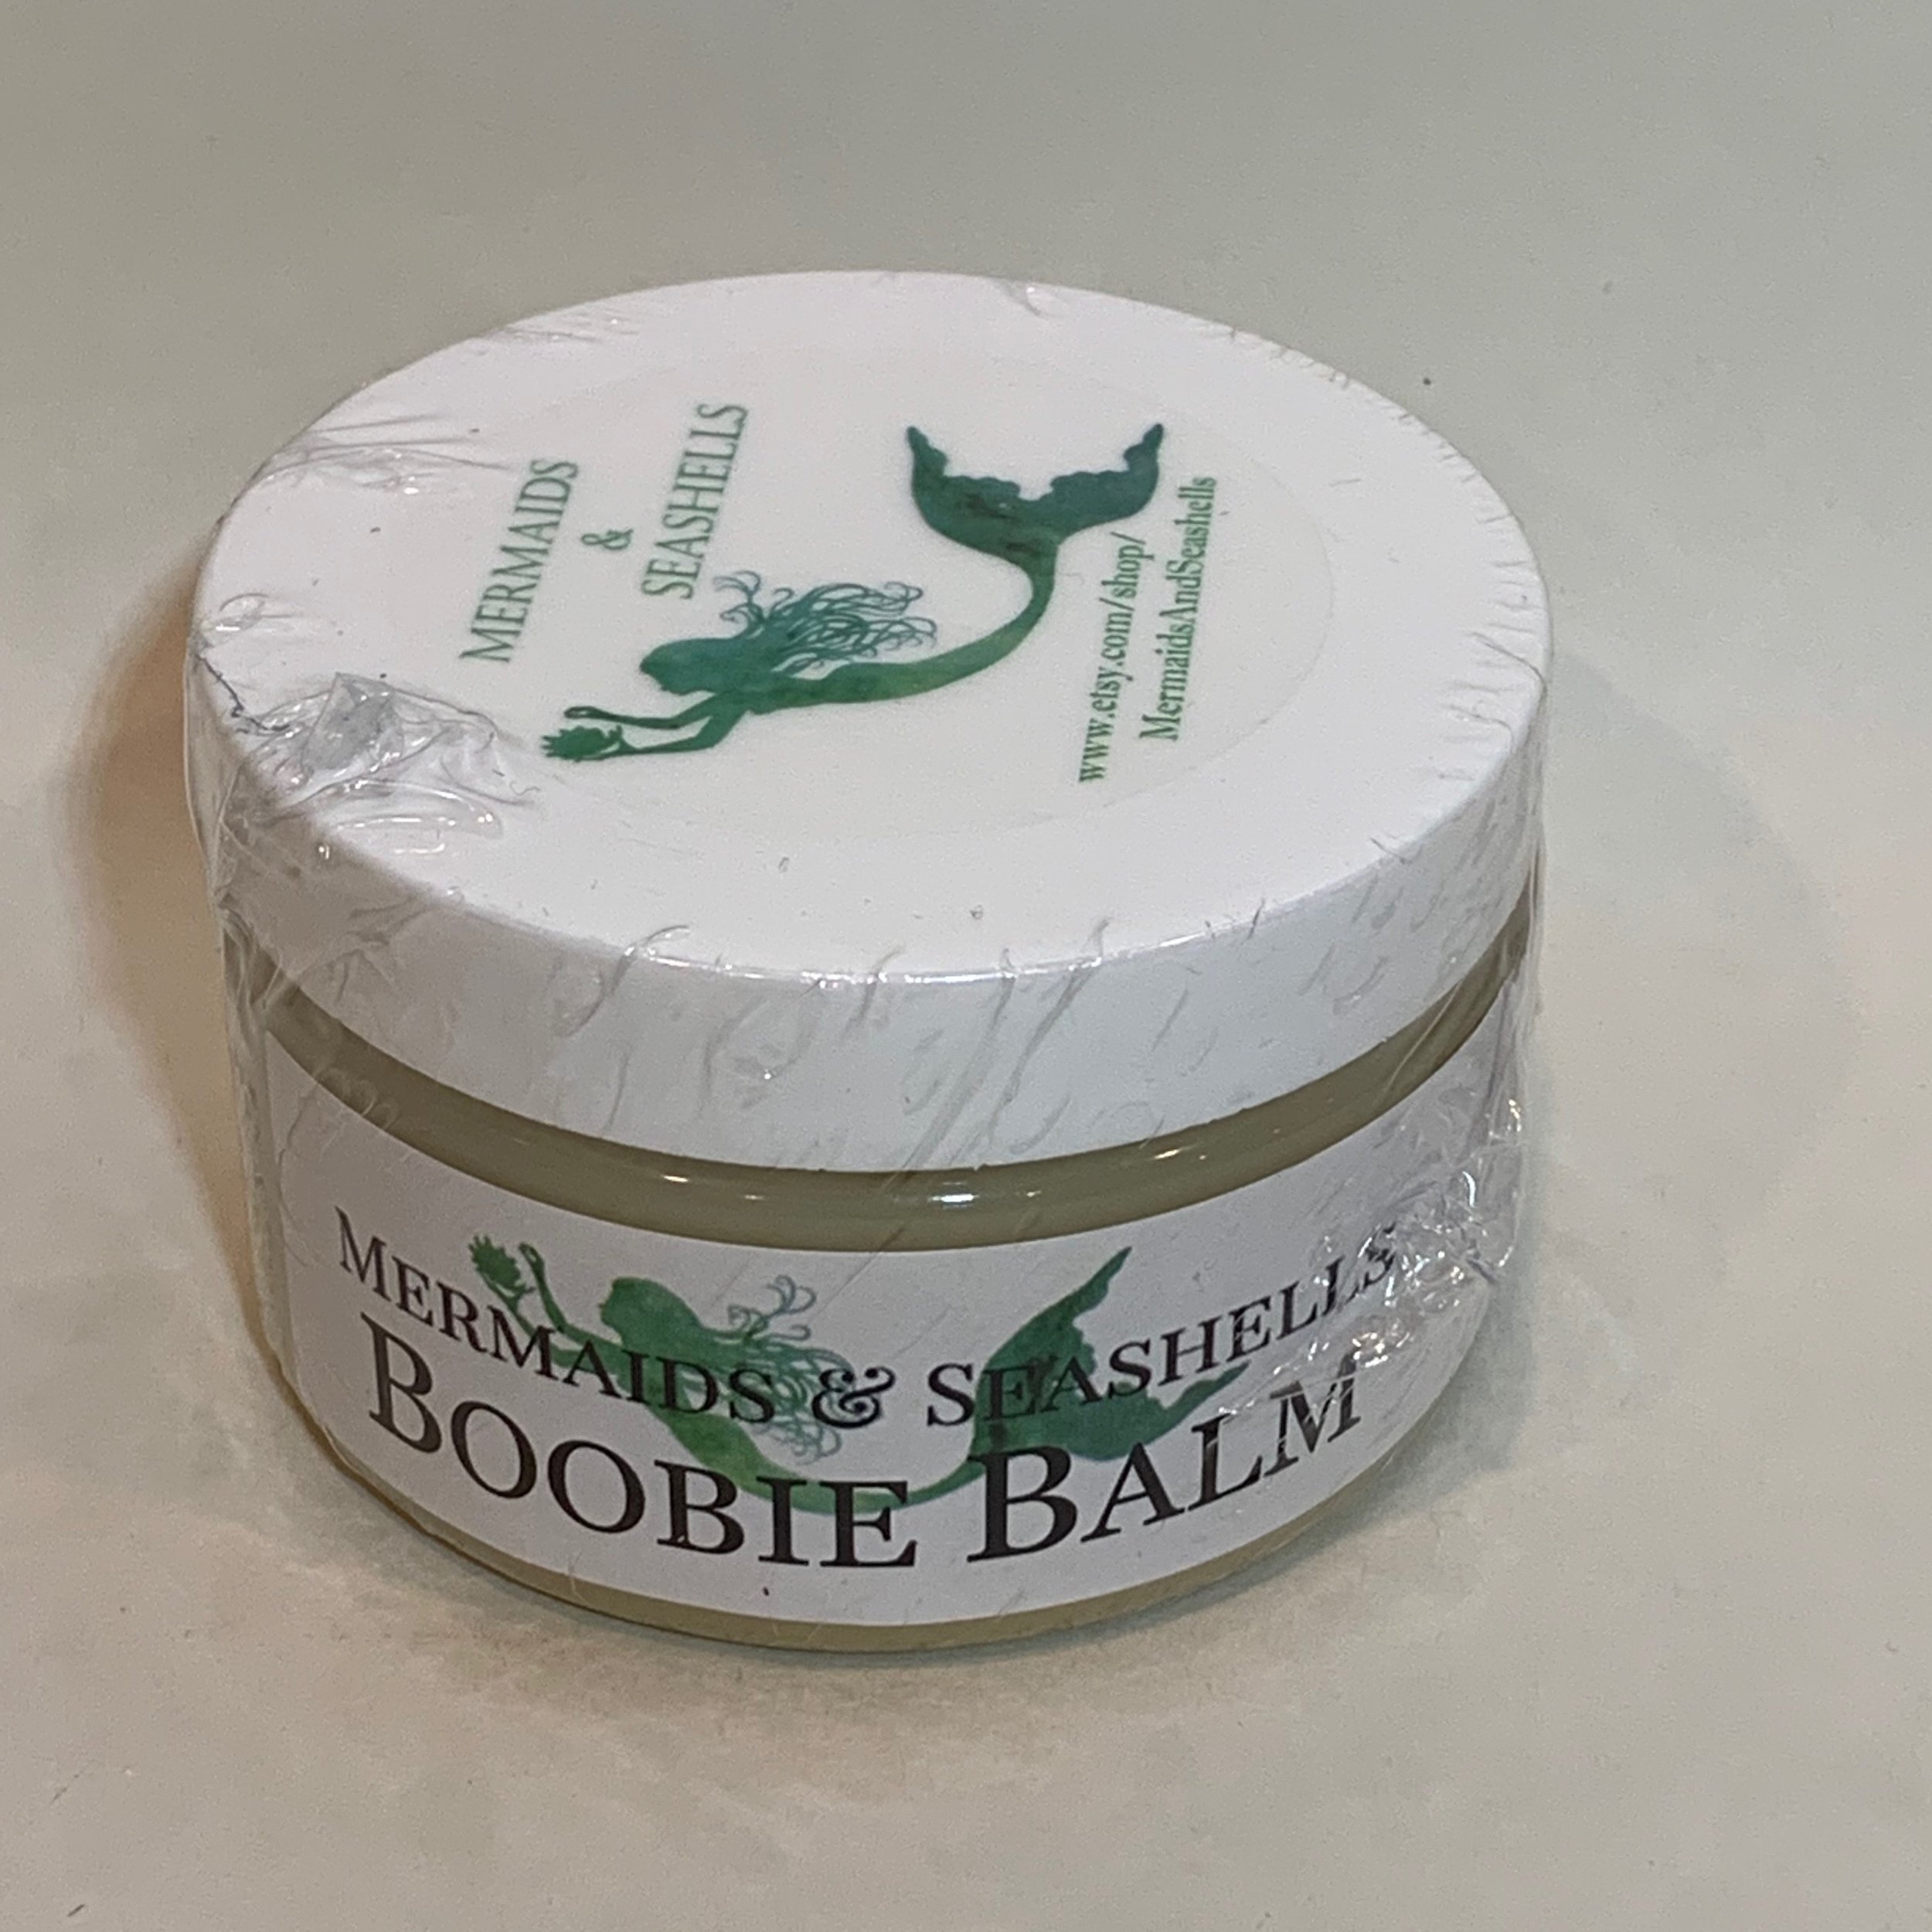 MERMAIDS
&
SEASHELLS
www.etsy.com/shop/
MermaidsAndSeashells
MERMAIDS & SEASHELLS
BOOBIE BALM